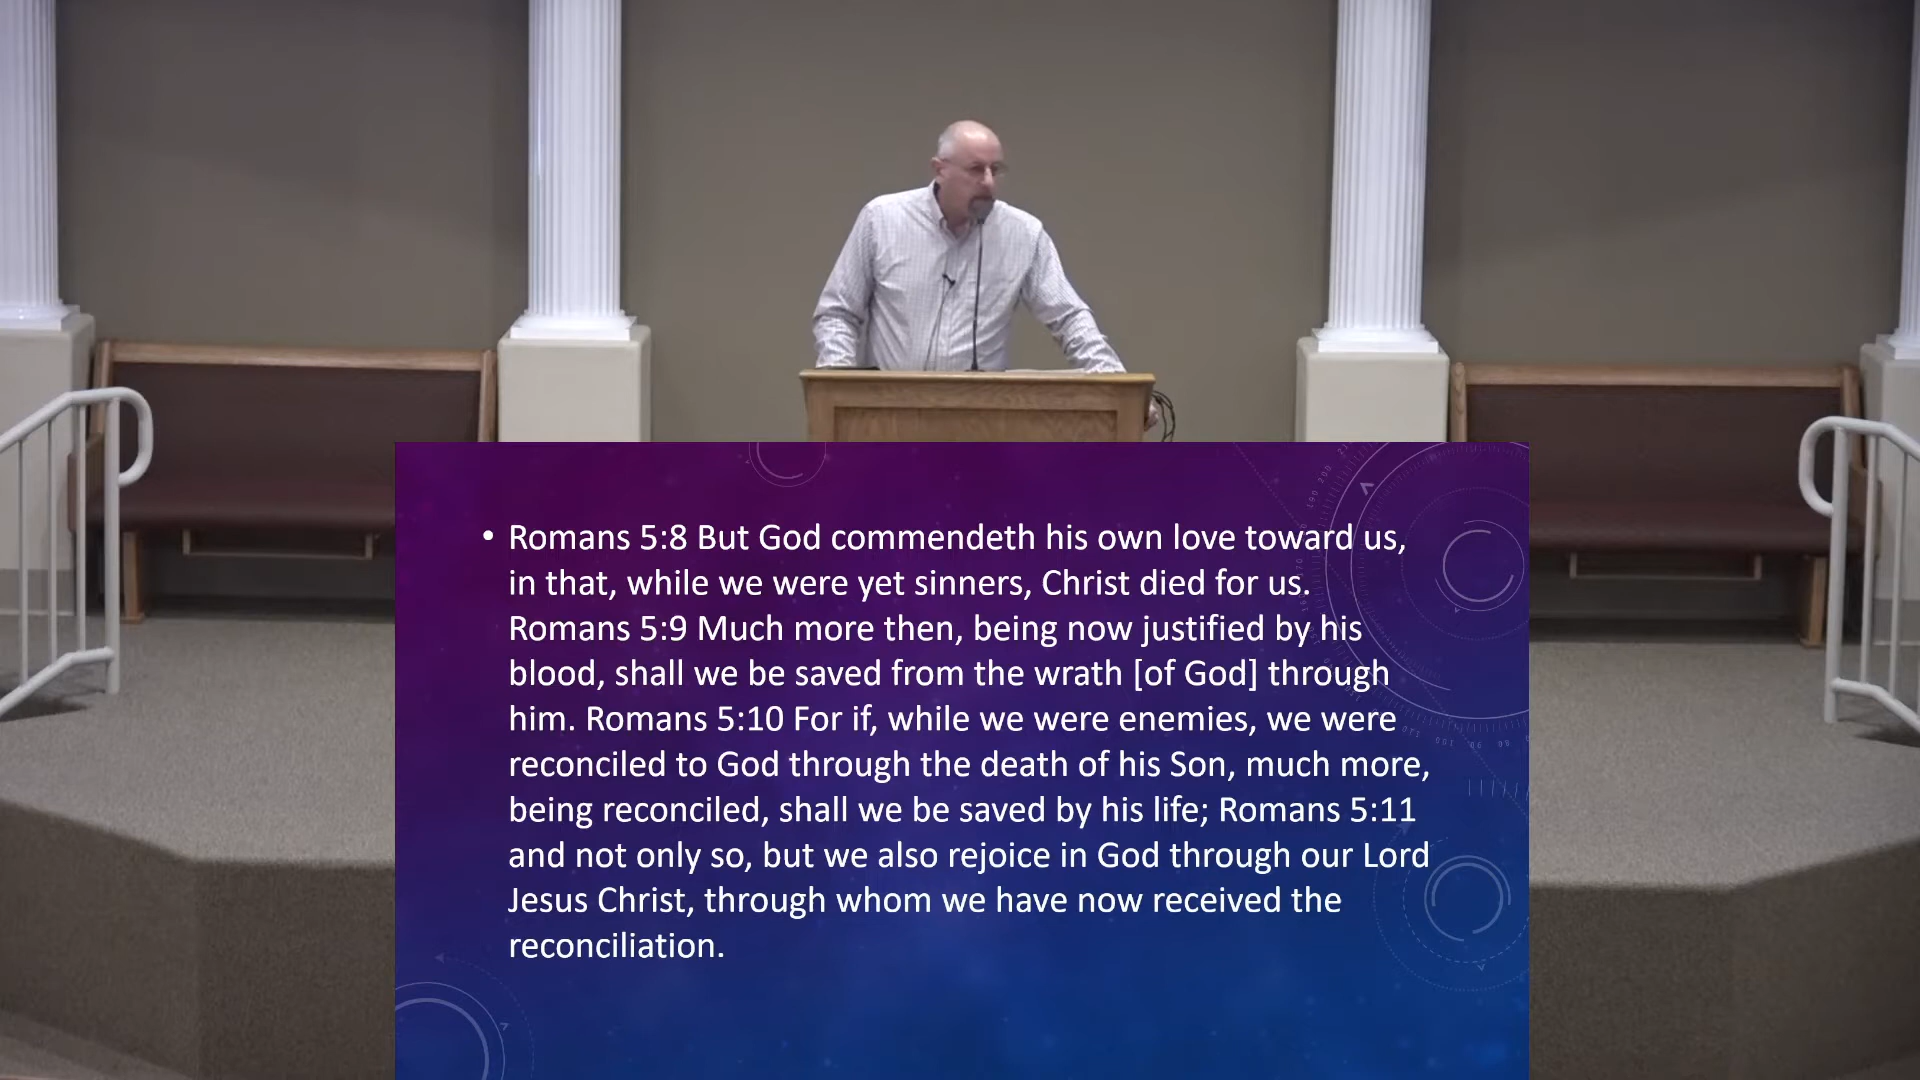 • Romans 5:8 But God commendeth his own love toward us,
in that, while we were yet sinners, Christ died for us.
Romans 5:9 Much more then, being now justified by his
blood, shall we be saved from the wrath [of God] through
him. Romans 5:10 For if, while we were enemies, we were
reconciled to God through the death of his Son, much more,
being reconciled, shall we be saved by his life; Romans 5:11
and not only so, but we also rejoice in God through our Lord
Jesus Christ, through whom we have now received the
reconciliation.